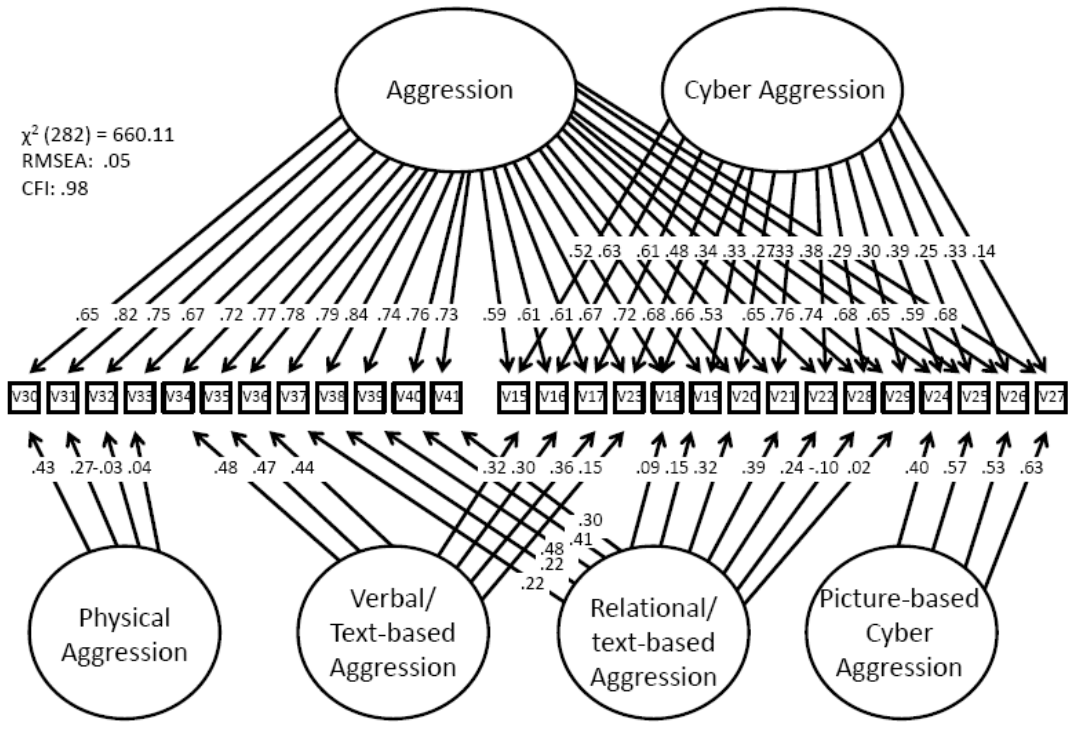 Aggression
Cyber Aggression
χ² (282) = 660.11
RMSEA: .05
CFI: .98
.52 .63 .61 .48 .34 .33 .27 .33 .38 .29 .30 .39 .25 .33 .14
.65 .82 .75 .67 .72 .77 .78 .79 .84 .74 .76 .73 .59 .61 .61 .67 .72 .68 .66 .53 .65 .76 .74 .68 .65 .59 .68
V30 V31 V32 V33 V34 V35 V36 V37 V38 V39 V40 V41 V15 V16 V17 V23 V18 V19 V20 V21 V22 V28 V29 V24 V25 V26 V27
.43 .27 -.03 .04 .48 .47 .44 .32 .30 .36 .15 .09 .15 .32 .39 .24 -.10 .02 .40 .57 .53 .63
.30
.41
.48
.22
.22
Physical
Aggression
Verbal/
Text-based
Aggression
Relational/
text-based
Aggression
Picture-based
Cyber
Aggression